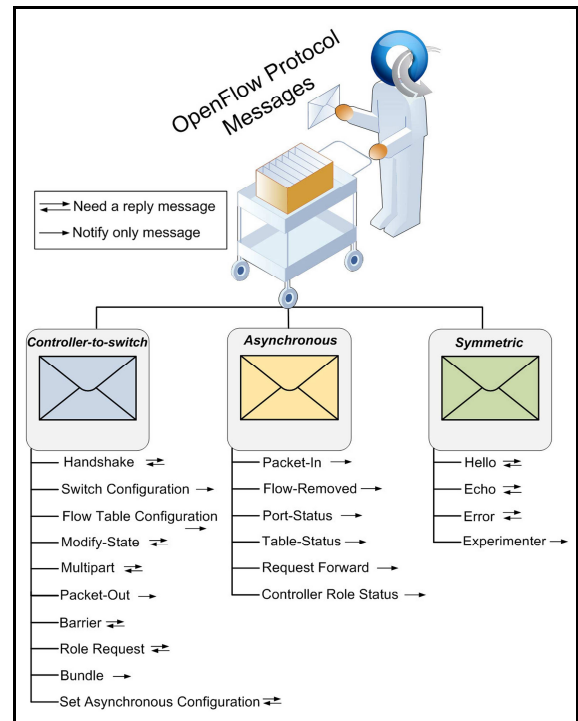 OpenFlow Protocol
Messages
Need a reply message
Notify only message
Controller-to-switch
Asynchronous
Symmetric
Handshake
Switch Configuration
Flow Table Configuration
Modify-State
Multipart
Packet-Out
Barrier
Role Request
Bundle
Set Asynchronous Configuration
Packet-In
Flow-Removed
Port-Status
Table-Status
Request Forward
Controller Role Status
Hello
Echo
Error
Experimenter